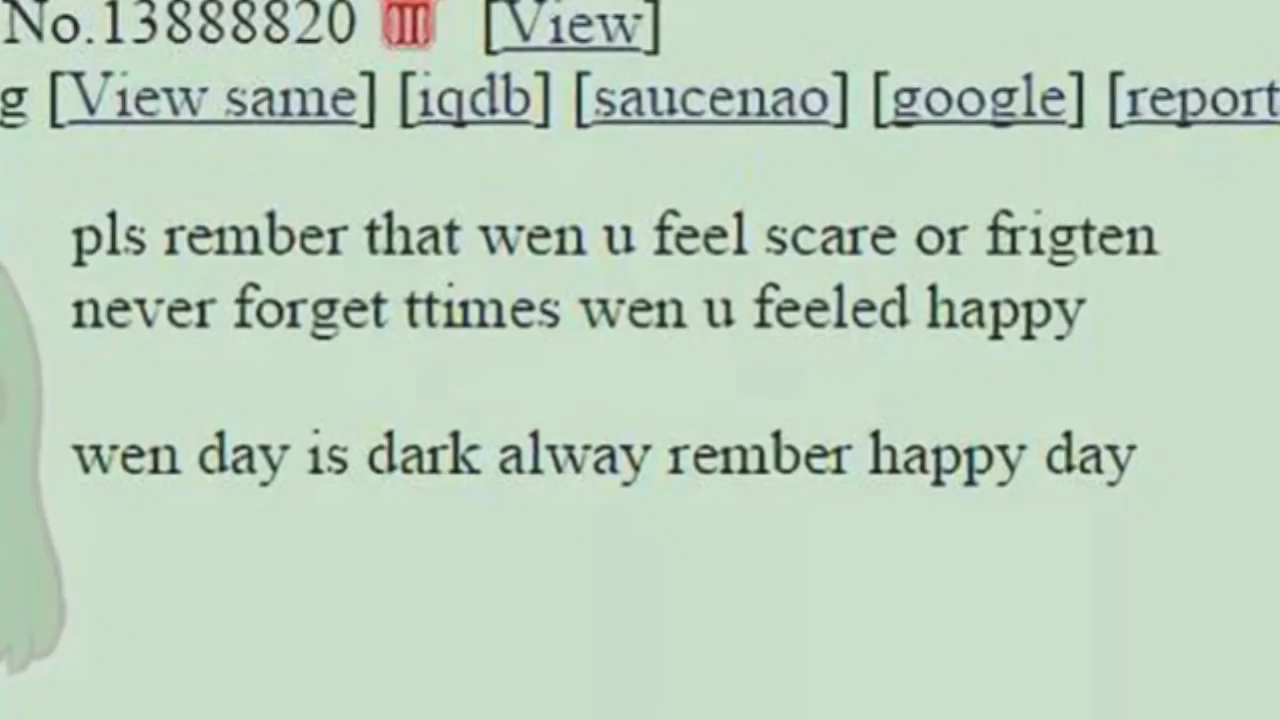 No.13888820 [View]
g [View same] [iqdb] [saucenao] [google] [report
pls rember that wen u feel scare or frigten
never forget ttimes wen u feeled happy
wen day is dark alway rember happy day